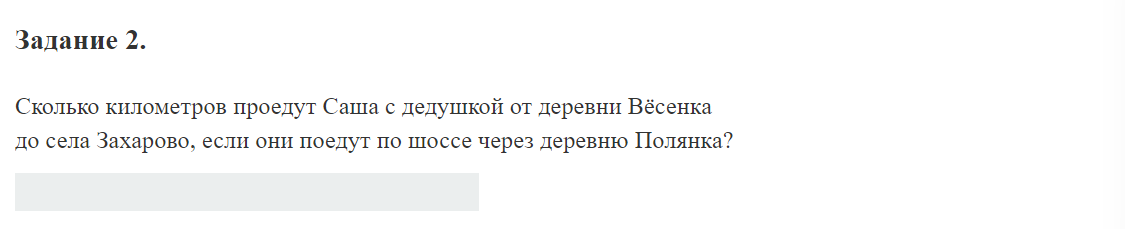 Задание 2.
Сколько километров проедут Саша с дедушкой от деревни Вёсенка
до села Захарово, если они поедут по шоссе через деревню Полянка?